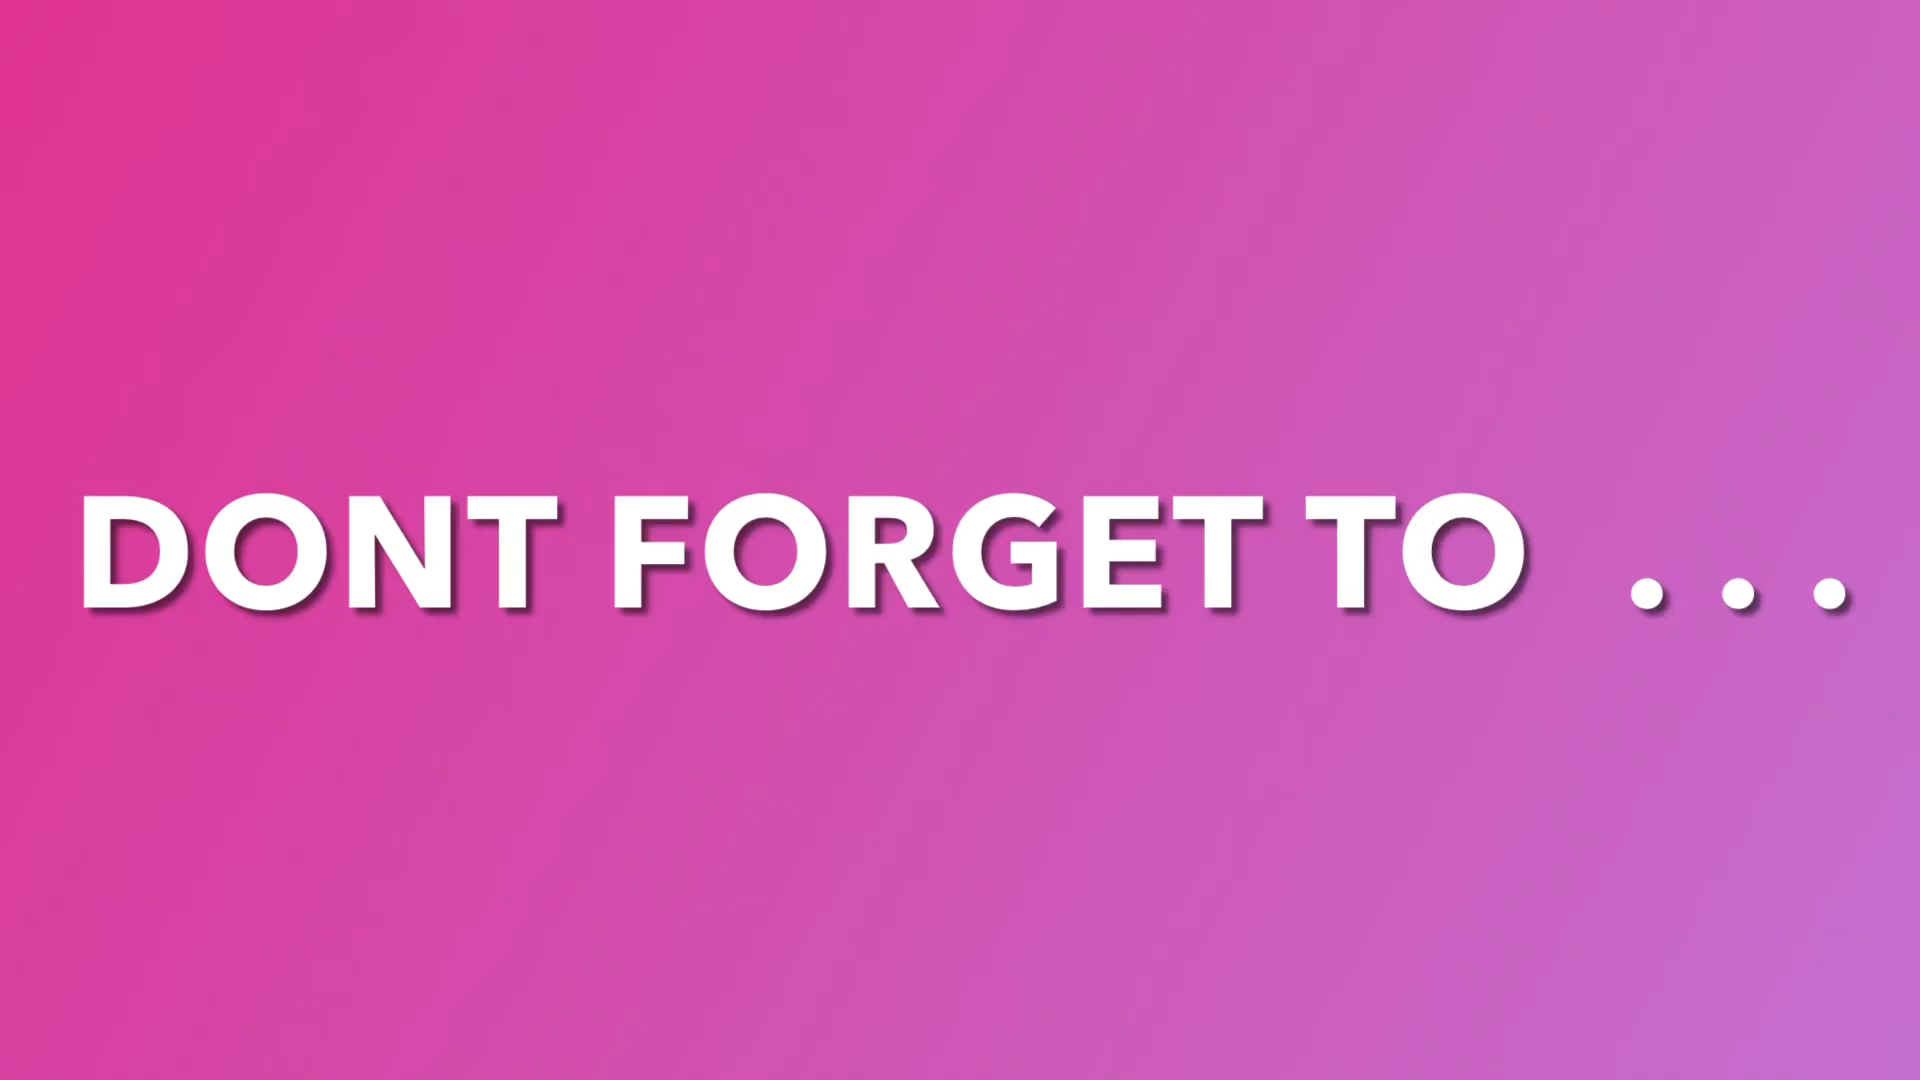 DONT FORGET TO . . .